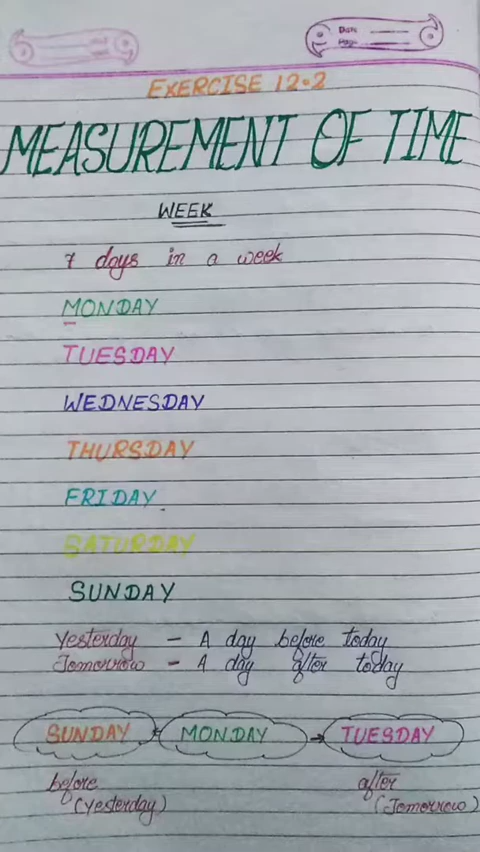 Date
Page
EXERCISE 12.2
MEASUREMENT OF TIME
WEEK
7 days in a week
MONDAY
TUESDAY
WEDNESDAY
THURSDAY
FRIDAY
SATURDAY
SUNDAY
Yesterday - A day before today
Tomorrow - A day after today
SUNDAY MONDAY → TUESDAY
before after
(Yesterday) (Tomorrow)